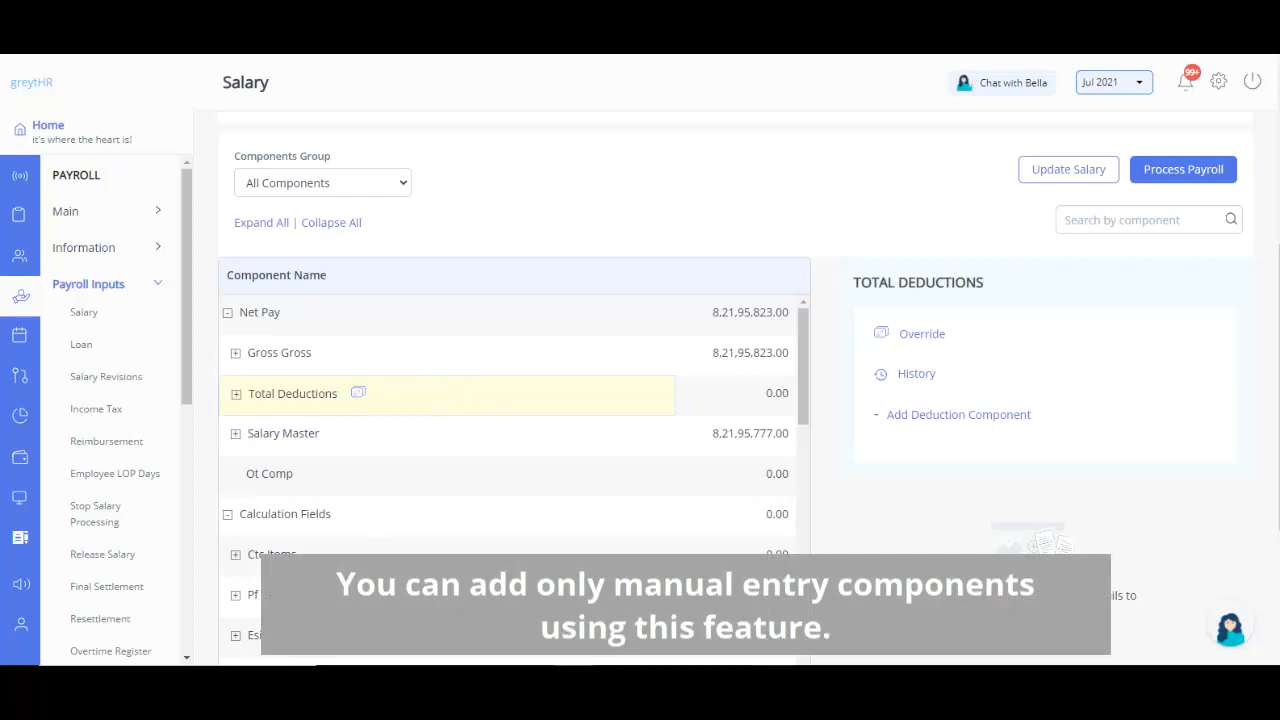 greytHR
Salary
Chat with Bella
Jul 2021
99+
Home
it's where the heart is!
PAYROLL
Main
Information
Payroll Inputs
Salary
Loan
Salary Revisions
Income Tax
Reimbursement
Employee LOP Days
Stop Salary
Processing
Release Salary
Final Settlement
Resettlement
Overtime Register
Components Group
All Components
Update Salary
Process Payroll
Expand All | Collapse All
Search by component
Component Name
Net Pay 8,21,95,823.00
Gross Gross 8,21,95,823.00
Total Deductions 0.00
Salary Master 8,21,95,777.00
Ot Comp 0.00
Calculation Fields 0.00
TOTAL DEDUCTIONS
Override
History
- Add Deduction Component
You can add only manual entry components
using this feature.